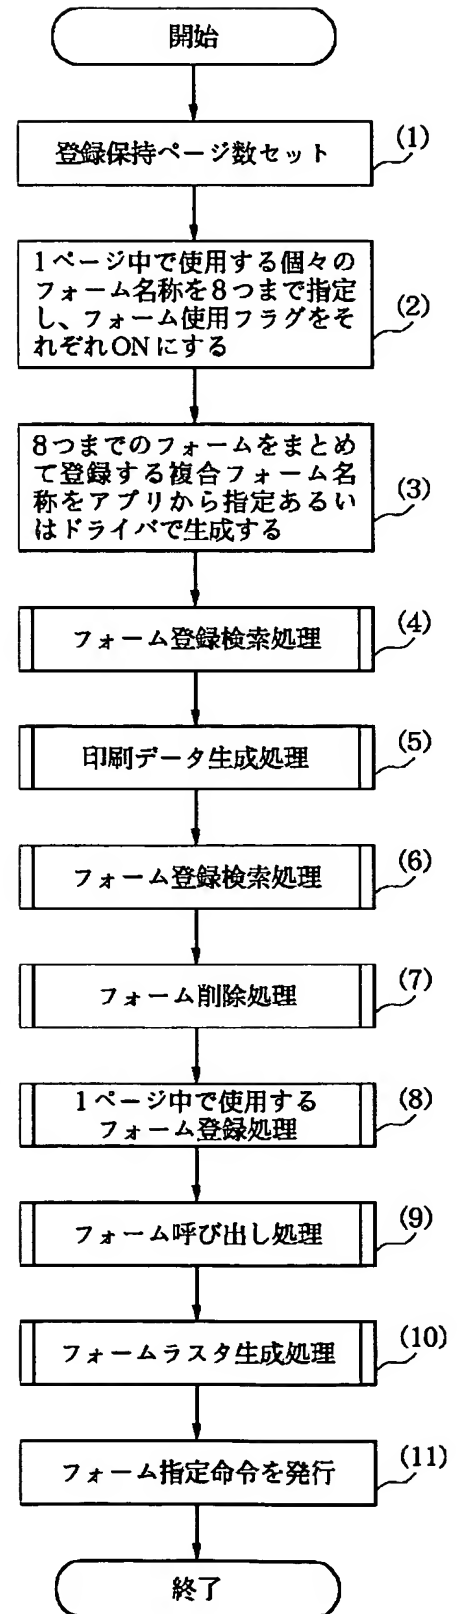 開始
登録保持ページ数セット
(1)
1ページ中で使用する個々の
フォーム名称を8つまで指定
し、フォーム使用フラグをそ
れぞれONにする
(2)
8つまでのフォームをまとめ
て登録する複合フォーム名
称をアプリから指定あるい
はドライバで生成する
(3)
フォーム登録検索処理
(4)
印刷データ生成処理
(5)
フォーム登録検索処理
(6)
フォーム削除処理
(7)
1ページ中で使用する
フォーム登録処理
(8)
フォーム呼び出し処理
(9)
フォームラスタ生成処理
(10)
フォーム指定命令を発行
(11)
終了